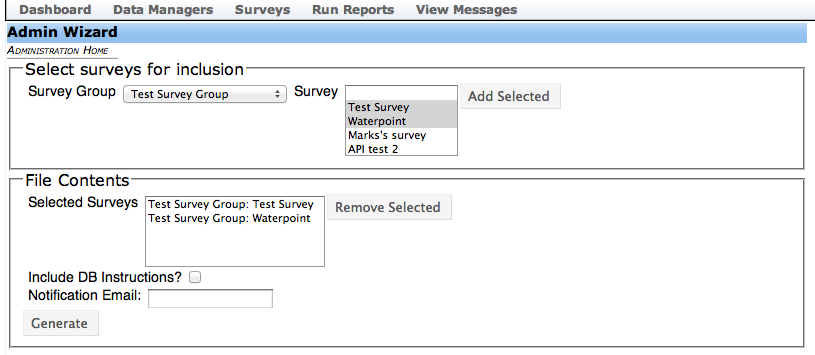 Dashboard Data Managers Surveys Run Reports View Messages
Admin Wizard
Administration Home
Select surveys for inclusion
Survey Group Test Survey Group Survey Add Selected
Test Survey
Waterpoint
Marks's survey
API test 2
File Contents
Selected Surveys Test Survey Group: Test Survey Remove Selected
Test Survey Group: Waterpoint
Include DB Instructions?
Notification Email:
Generate